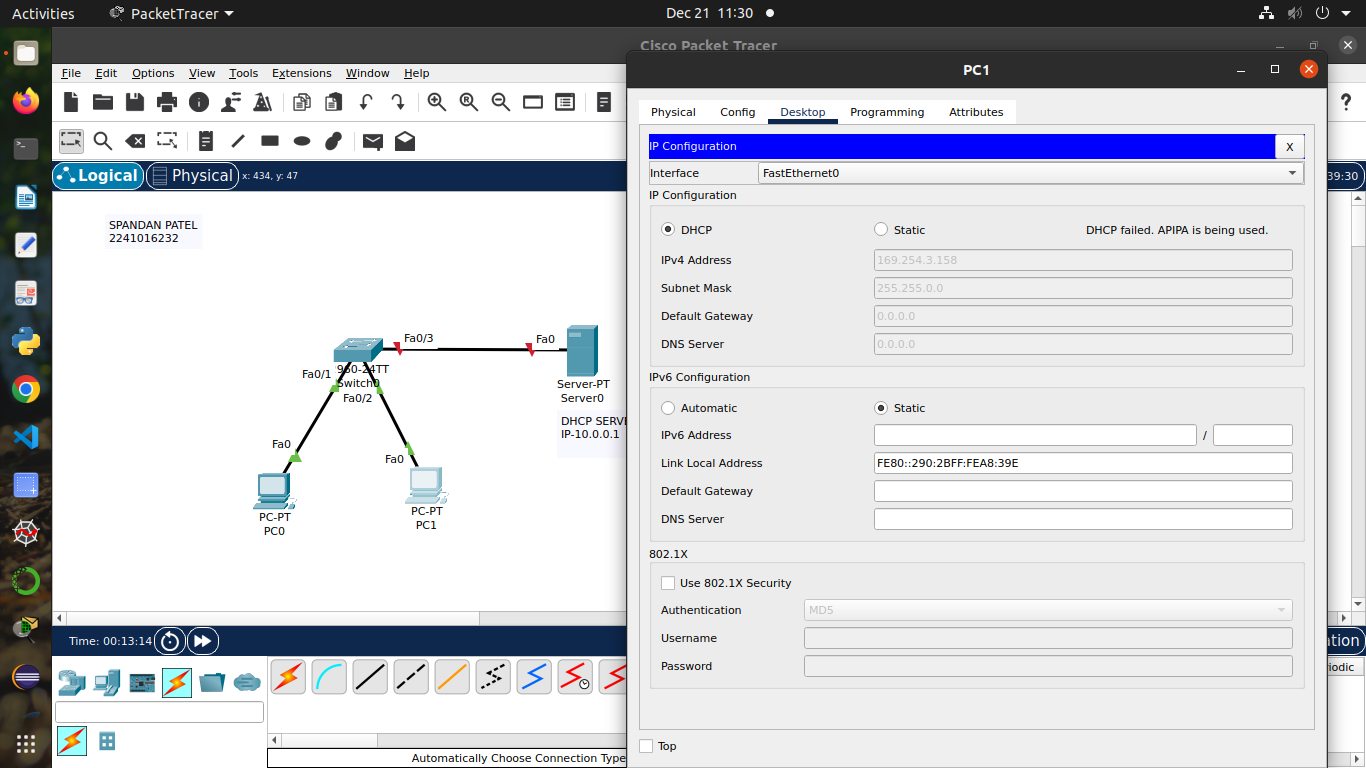 Activities PacketTracer Dec 21 11:30
Cisco Packet Tracer
File Edit Options View Tools Extensions Window Help
?
Logical Physical x: 434, y: 47
39:30
SPANDAN PATEL
2241016232
Fa0/3
Fa0
Fa0/1
960-24TT
Switch0
Fa0/2
Server-PT
Server0
DHCP SERVE
IP-10.0.0.1
Fa0
Fa0
PC-PT
PC0
PC-PT
PC1
Time: 00:13:14
Automatically Choose Connection Type
PC1
Physical Config Desktop Programming Attributes
IP Configuration X
Interface FastEthernet0
IP Configuration
DHCP Static DHCP failed. APIPA is being used.
IPv4 Address 169.254.3.158
Subnet Mask 255.255.0.0
Default Gateway 0.0.0.0
DNS Server 0.0.0.0
IPv6 Configuration
Automatic Static
IPv6 Address /
Link Local Address FE80::290:2BFF:FEA8:39E
Default Gateway
DNS Server
802.1X
Use 802.1X Security
Authentication MD5
Username
Password
Top
ation
iodic